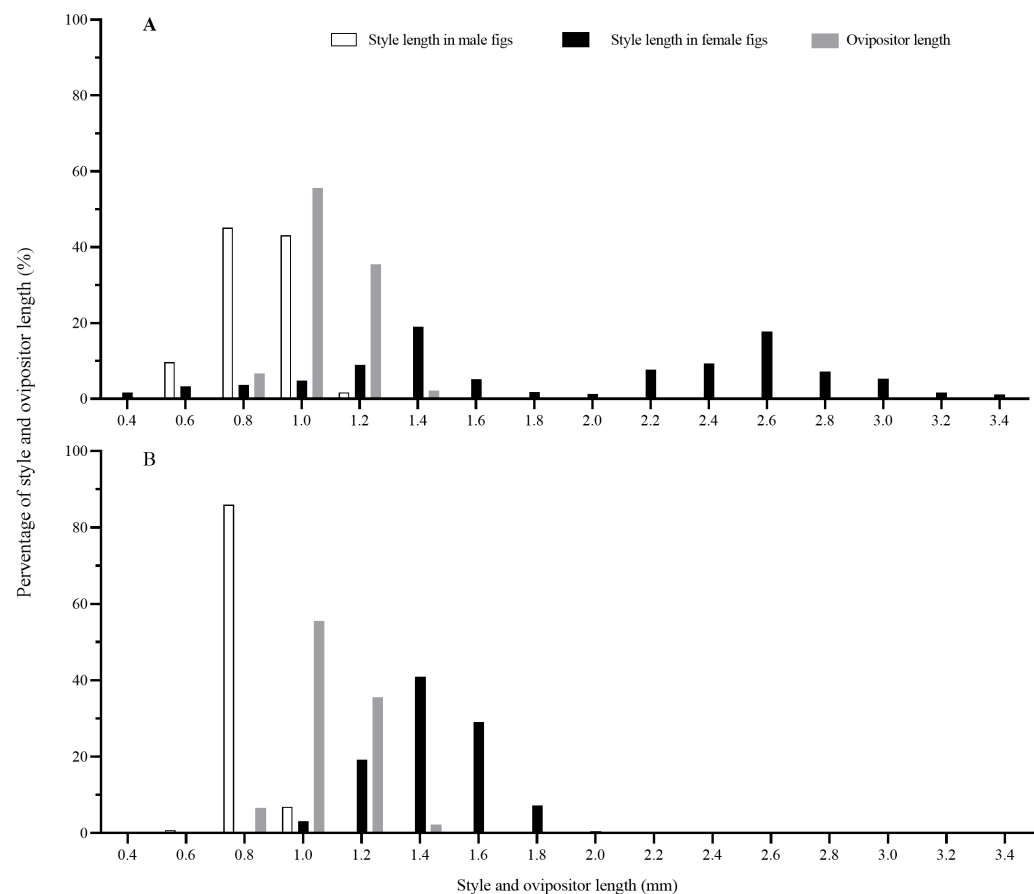 A
Style length in male figs
Style length in female figs
Ovipositor length
100
80
60
40
20
0
0.4 0.6 0.8 1.0 1.2 1.4 1.6 1.8 2.0 2.2 2.4 2.6 2.8 3.0 3.2 3.4
Perventage of style and ovipositor length (%)
B
100
80
60
40
20
0
0.4 0.6 0.8 1.0 1.2 1.4 1.6 1.8 2.0 2.2 2.4 2.6 2.8 3.0 3.2 3.4
Style and ovipositor length (mm)